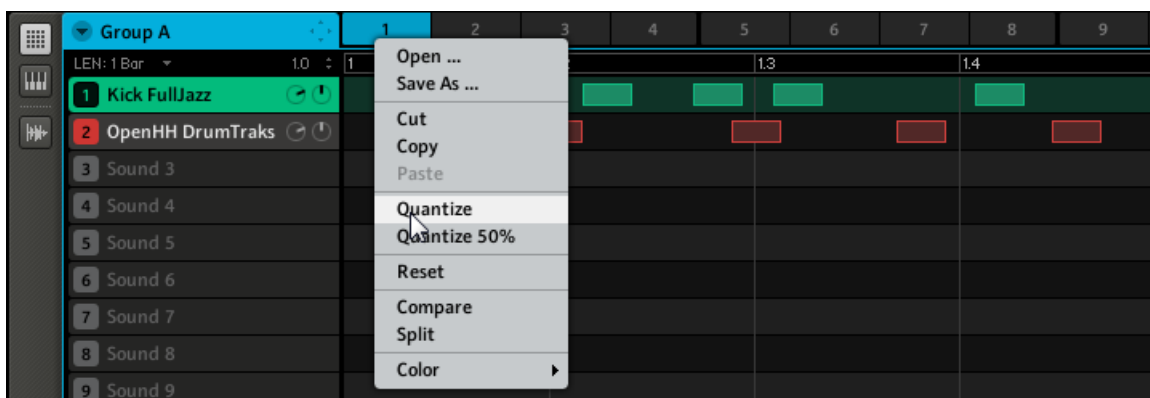 Group A
1 2 3 4 5 6 7 8 9
LEN: 1 Bar 1.0 1 1.3 1.4
1 Kick FullJazz
2 OpenHH DrumTraks
3 Sound 3
4 Sound 4
5 Sound 5
6 Sound 6
7 Sound 7
8 Sound 8
9 Sound 9
Open ...
Save As ...
Cut
Copy
Paste
Quantize
Quantize 50%
Reset
Compare
Split
Color